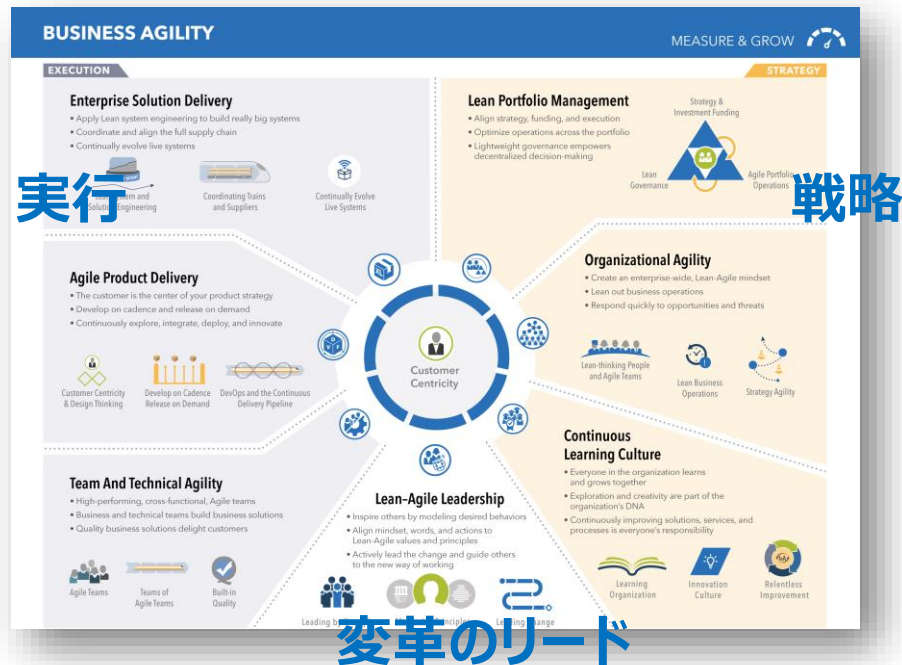 BUSINESS AGILITY
MEASURE & GROW
EXECUTION
STRATEGY
Enterprise Solution Delivery
• Apply Lean system engineering to build really big systems
• Coordinate and align the full supply chain
• Continually evolve live systems
Solution Engineering
Coordinating Trains
and Suppliers
Continually Evolve
Live Systems
実行
Lean Portfolio Management
• Align strategy, funding, and execution
• Optimize operations across the portfolio
• Lightweight governance empowers
decentralized decision-making
Strategy &
Investment Funding
Lean
Governance
Agile Portfolio
Operations
戦略
Agile Product Delivery
• The customer is the center of your product strategy
• Develop on cadence and release on demand
• Continuously explore, integrate, deploy, and innovate
Customer Centricity
& Design Thinking
Develop on Cadence
Release on Demand
DevOps and the Continuous
Delivery Pipeline
Customer
Centricity
Organizational Agility
• Create an enterprise-wide, Lean-Agile mindset
• Lean out business operations
• Respond quickly to opportunities and threats
Lean-thinking People
and Agile Teams
Lean Business
Operations
Strategy Agility
Team And Technical Agility
• High-performing, cross-functional, Agile teams
• Business and technical teams build business solutions
• Quality business solutions delight customers
Agile Teams
Teams of
Agile Teams
Built-in
Quality
Lean-Agile Leadership
• Inspire others by modeling desired behaviors
• Align mindset, words, and actions to
Lean-Agile values and principles
• Actively lead the change and guide others
to the new way of working
Leading
変革のリード
Continuous
Learning Culture
• Everyone in the organization learns
and grows together
• Exploration and creativity are part of the
organization's DNA
• Continuously improving solutions, services, and
processes is everyone's responsibility
Learning
Organization
Innovation
Culture
Relentless
Improvement